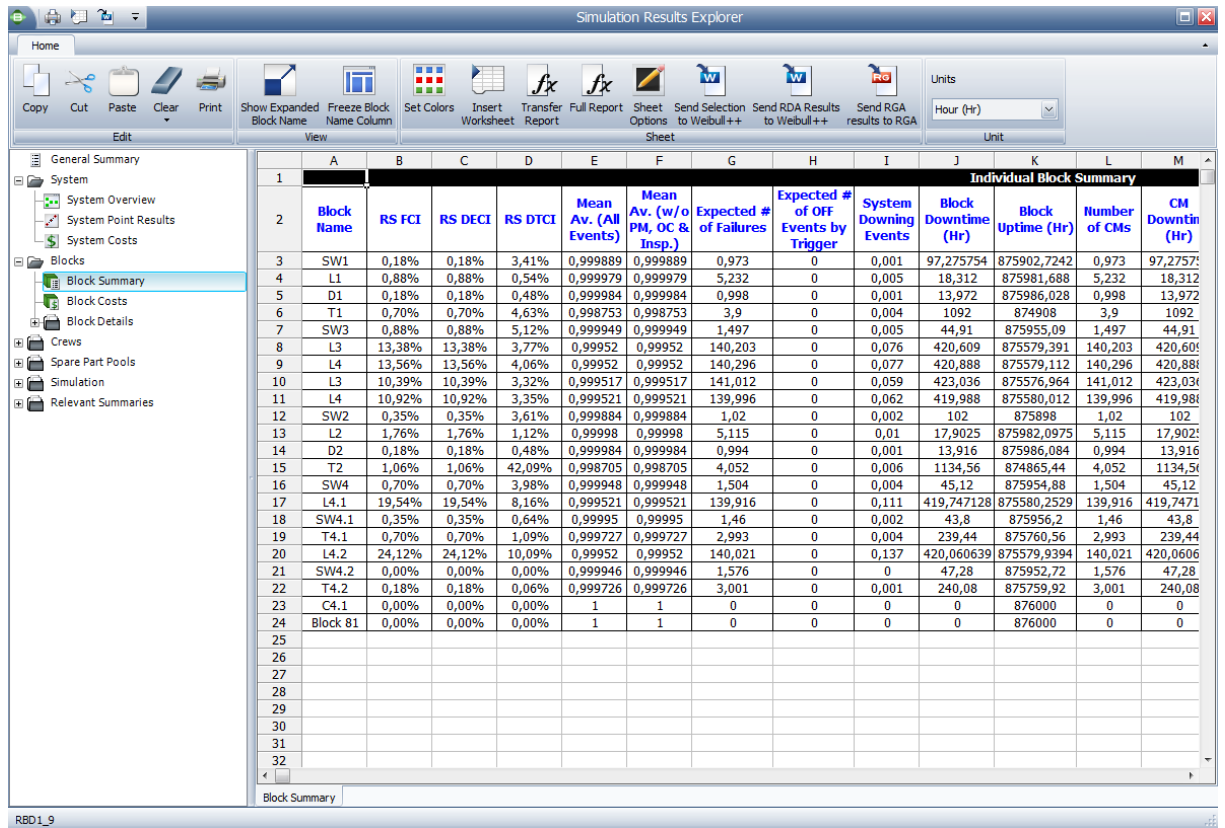 Simulation Results Explorer
Home
Copy Cut Paste Clear Print Show Expanded Block Name Freeze Block Name Column Set Colors Insert Worksheet Transfer Report Full Report Sheet Options Send Selection to Weibull++ Send RDA Results to Weibull++ Send RGA results to RGA Units Hour (Hr)
Edit View Sheet Unit
General Summary
System
System Overview
System Point Results
System Costs
Blocks
Block Summary
Block Costs
Block Details
Crews
Spare Part Pools
Simulation
Relevant Summaries
A B C D E F G H I J K L M
1 Individual Block Summary
2 Block Name RS FCI RS DECI RS DTCI Mean Av. (All Events) Mean Av. (w/o PM, OC & Insp.) Expected # of Failures Expected # of OFF Events by Trigger System Downing Events Block Downtime (Hr) Block Uptime (Hr) Number of CMs CM Downtin (Hr)
3 SW1 0,18% 0,18% 3,41% 0,999889 0,999889 0,973 0 0,001 97,275754 875902,7242 0,973 97,27575
4 L1 0,88% 0,88% 0,54% 0,999979 0,999979 5,232 0 0,005 18,312 875981,688 5,232 18,312
5 D1 0,18% 0,18% 0,48% 0,999984 0,999984 0,998 0 0,001 13,972 875986,028 0,998 13,972
6 T1 0,70% 0,70% 4,63% 0,998753 0,998753 3,9 0 0,004 1092 874908 3,9 1092
7 SW3 0,88% 0,88% 5,12% 0,999949 0,999949 1,497 0 0,005 44,91 875955,09 1,497 44,91
8 L3 13,38% 13,38% 3,77% 0,99952 0,99952 140,203 0 0,076 420,609 875579,391 140,203 420,609
9 L4 13,56% 13,56% 4,06% 0,99952 0,99952 140,296 0 0,077 420,888 875579,112 140,296 420,888
10 L3 10,39% 10,39% 3,32% 0,999517 0,999517 141,012 0 0,059 423,036 875576,964 141,012 423,036
11 L4 10,92% 10,92% 3,35% 0,999521 0,999521 139,996 0 0,062 419,988 875580,012 139,996 419,988
12 SW2 0,35% 0,35% 3,61% 0,999884 0,999884 1,02 0 0,002 102 875898 1,02 102
13 L2 1,76% 1,76% 1,12% 0,99998 0,99998 5,115 0 0,01 17,9025 875982,0975 5,115 17,9025
14 D2 0,18% 0,18% 0,48% 0,999984 0,999984 0,994 0 0,001 13,916 875986,084 0,994 13,916
15 T2 1,06% 1,06% 42,09% 0,998705 0,998705 4,052 0 0,006 1134,56 874865,44 4,052 1134,56
16 SW4 0,70% 0,70% 3,98% 0,999948 0,999948 1,504 0 0,004 45,12 875954,88 1,504 45,12
17 L4.1 19,54% 19,54% 8,16% 0,999521 0,999521 139,916 0 0,111 419,747128 875580,2529 139,916 419,7471
18 SW4.1 0,35% 0,35% 0,64% 0,99995 0,99995 1,46 0 0,002 43,8 875956,2 1,46 43,8
19 T4.1 0,70% 0,70% 1,09% 0,999727 0,999727 2,993 0 0,004 239,44 875760,56 2,993 239,44
20 L4.2 24,12% 24,12% 10,09% 0,99952 0,99952 140,021 0 0,137 420,060639 875579,9394 140,021 420,0606
21 SW4.2 0,00% 0,00% 0,00% 0,999946 0,999946 1,576 0 0 47,28 875952,72 1,576 47,28
22 T4.2 0,18% 0,18% 0,06% 0,999726 0,999726 3,001 0 0,001 240,08 875759,92 3,001 240,08
23 C4.1 0,00% 0,00% 0,00% 1 1 0 0 0 0 876000 0 0
24 Block 81 0,00% 0,00% 0,00% 1 1 0 0 0 0 876000 0 0
25
26
27
28
29
30
31
32
Block Summary
RBD1_9